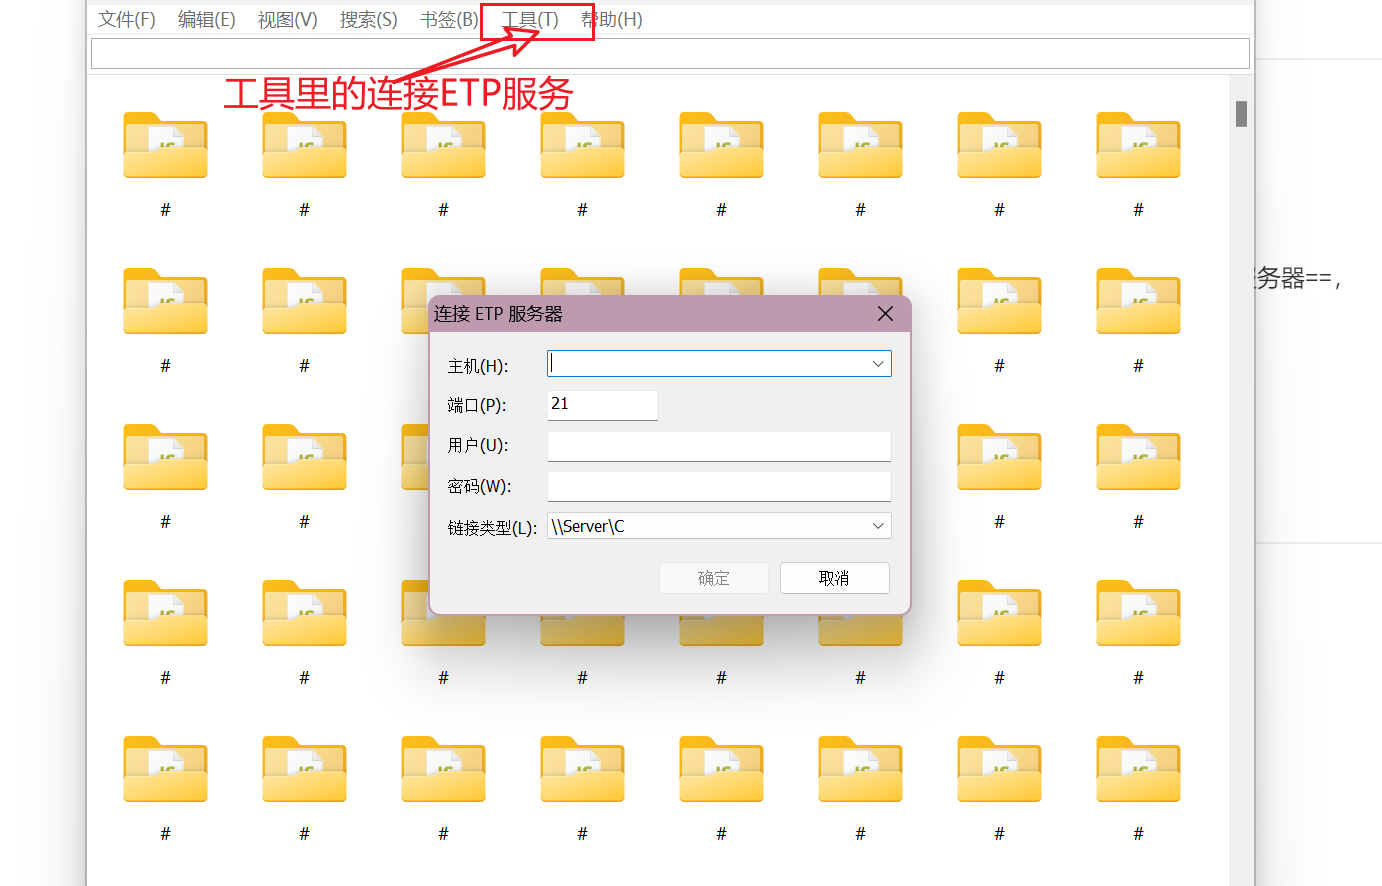 文件(F) 编辑(E) 视图(V) 搜索(S) 书签(B) 工具(T) 帮助(H)
工具里的连接ETP服务
# # # # # # # #
务器==，
连接 ETP 服务器
主机(H):
# # # #
端口(P): 21
用户(U):
密码(W):
链接类型(L): \\Server\C
# # # #
确定 取消
# # # # # # # #
# # # # # # # #